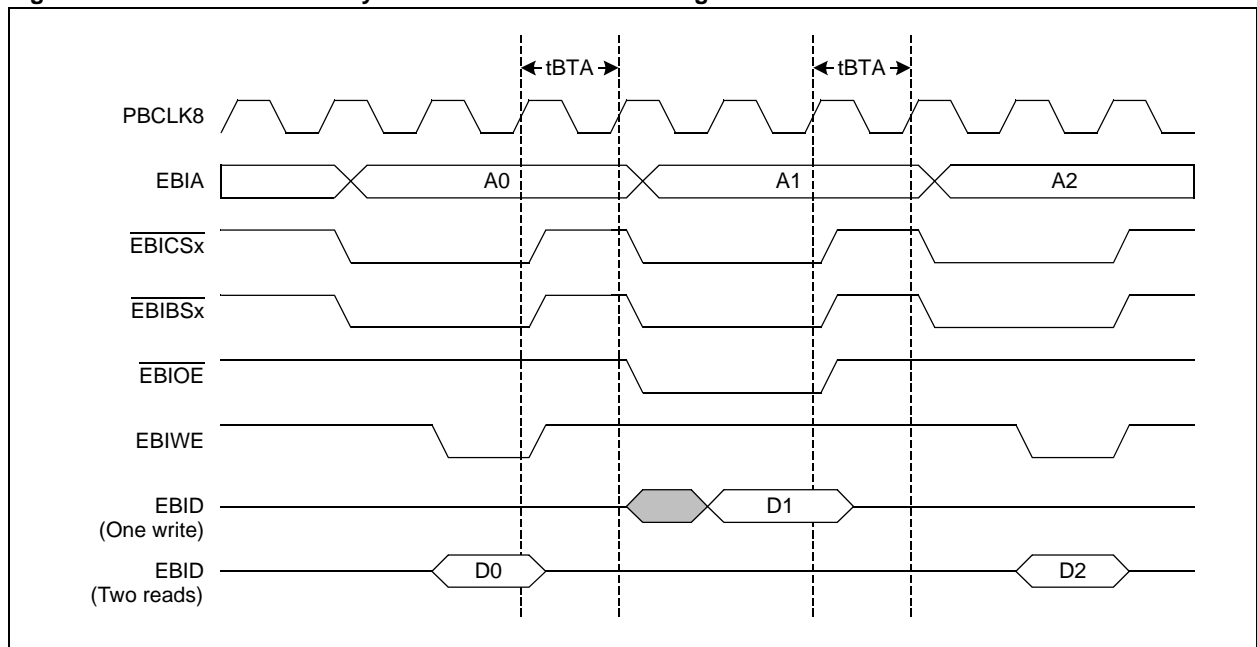 tBTA tBTA
PBCLK8
EBIA A0 A1 A2
EBICSx
EBIBSx
EBIOE
EBIWE
EBID D1
(One write)
EBID D0 D2
(Two reads)